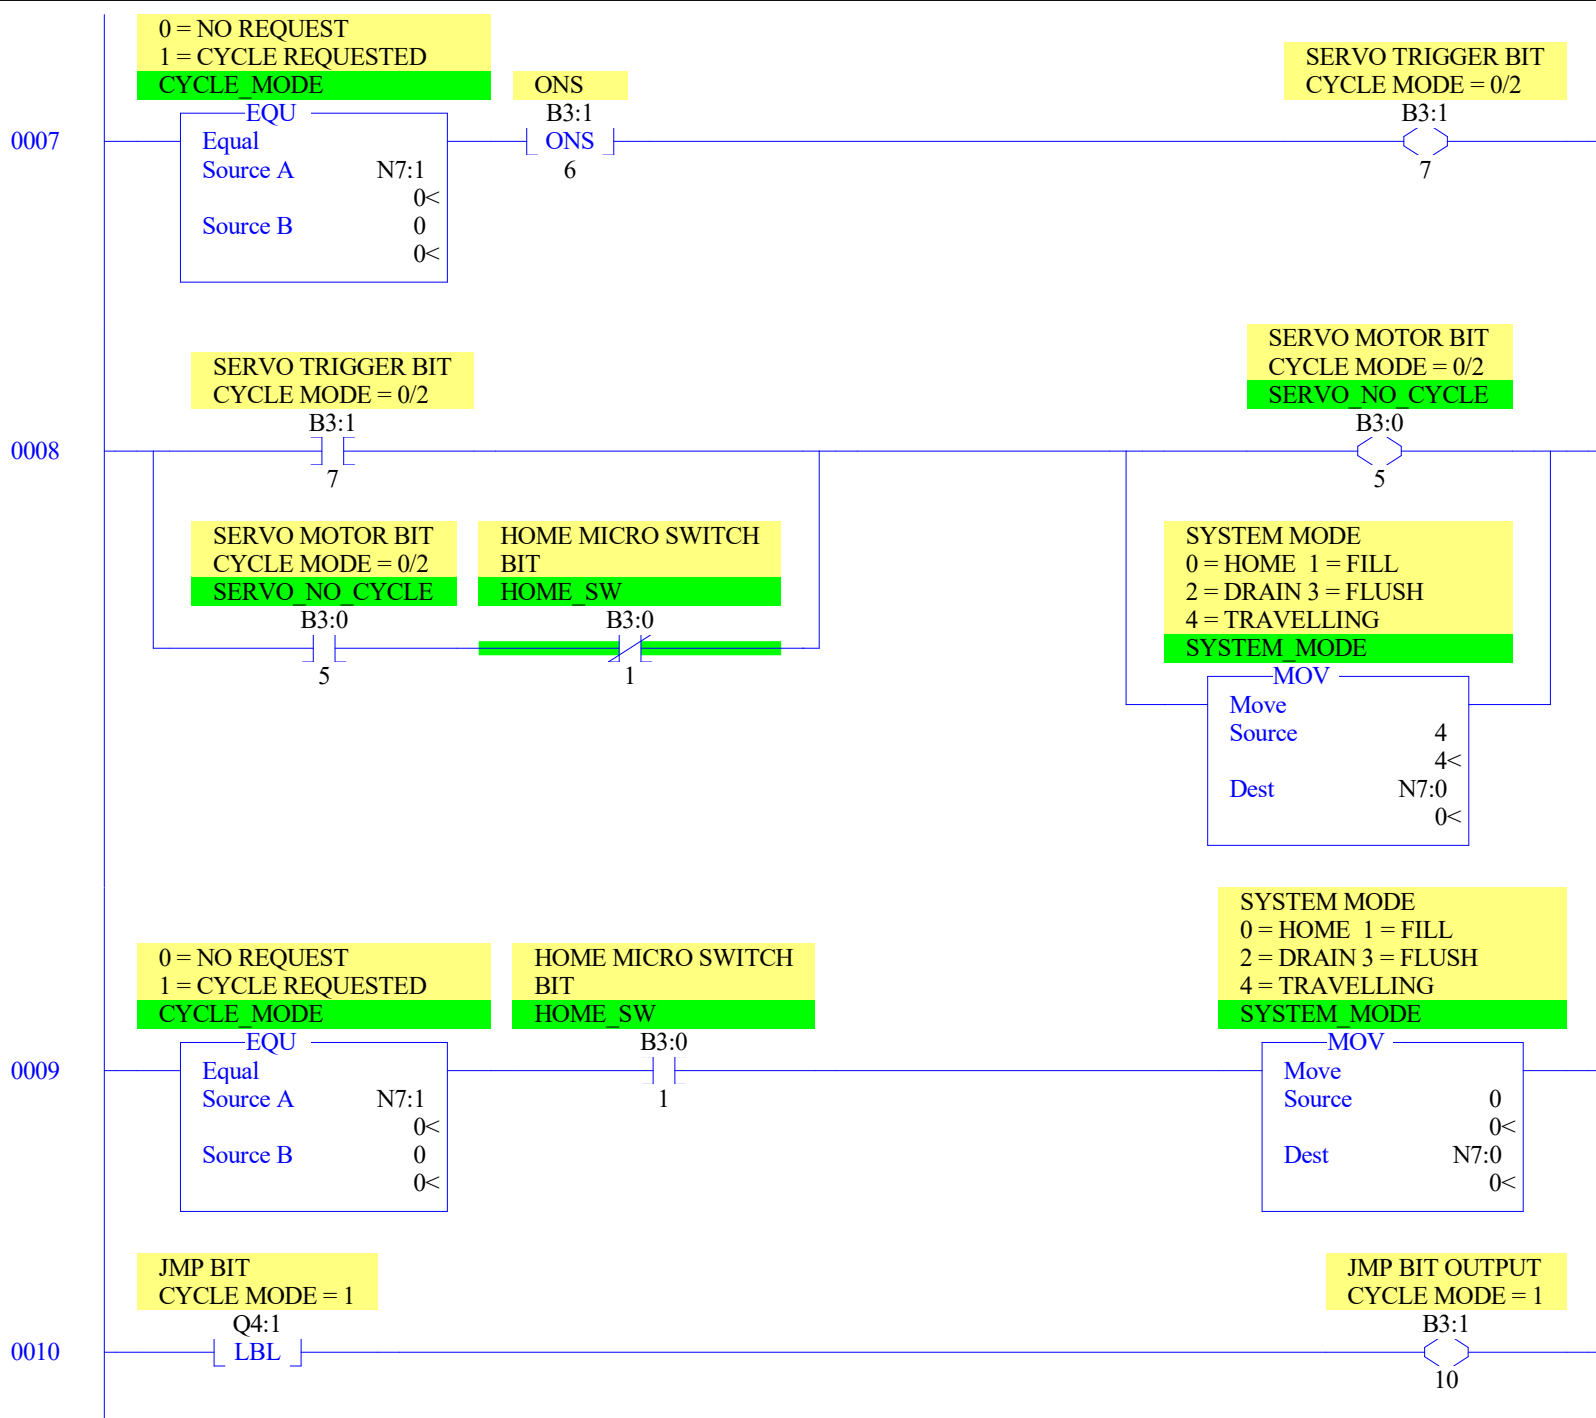 0 = NO REQUEST
1 = CYCLE REQUESTED
CYCLE_MODE
EQU
Equal
Source A N7:1
0<
Source B 0
0<
ONS
B3:1
ONS
6
SERVO TRIGGER BIT
CYCLE MODE = 0/2
B3:1
7
0007
SERVO TRIGGER BIT
CYCLE MODE = 0/2
B3:1
7
SERVO MOTOR BIT
CYCLE MODE = 0/2
SERVO_NO_CYCLE
B3:0
5
0008
SERVO MOTOR BIT
CYCLE MODE = 0/2
SERVO_NO_CYCLE
B3:0
5
HOME MICRO SWITCH
BIT
HOME_SW
B3:0
1
SYSTEM MODE
0 = HOME 1 = FILL
2 = DRAIN 3 = FLUSH
4 = TRAVELLING
SYSTEM_MODE
MOV
Move
Source 4
4<
Dest N7:0
0<
0 = NO REQUEST
1 = CYCLE REQUESTED
CYCLE_MODE
EQU
Equal
Source A N7:1
0<
Source B 0
0<
HOME MICRO SWITCH
BIT
HOME_SW
B3:0
1
SYSTEM MODE
0 = HOME 1 = FILL
2 = DRAIN 3 = FLUSH
4 = TRAVELLING
SYSTEM_MODE
MOV
Move
Source 0
0<
Dest N7:0
0<
0009
JMP BIT
CYCLE MODE = 1
Q4:1
LBL
JMP BIT OUTPUT
CYCLE MODE = 1
B3:1
10
0010